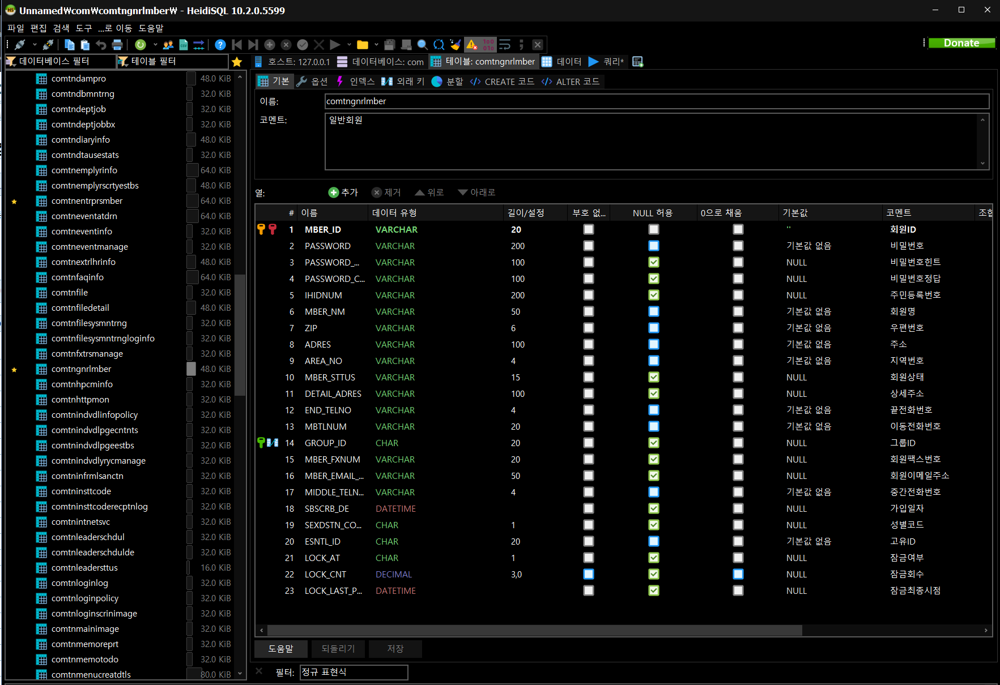 Unnamed₩com₩comtngnrlmber₩ - HeidiSQL 10.2.0.5599
파일 편집 검색 도구 ...로 이동 도움말
Donate
데이터베이스 필터 테이블 필터
호스트: 127.0.0.1 데이터베이스: com 테이블: comtngnrlmber 데이터 쿼리*
comtndampro 48.0 KiB
comtndbmntrng 32.0 KiB
comtndeptjob 32.0 KiB
comtndeptjobbx 32.0 KiB
comtndiaryinfo 48.0 KiB
comtndtausestats 32.0 KiB
comtnemplyrinfo 64.0 KiB
comtnemplyrscrtyestbs 48.0 KiB
comtnentrprsmber 64.0 KiB
comtneventatdrn 64.0 KiB
comtneventinfo 48.0 KiB
comtneventmanage 32.0 KiB
comtnextrlhrinfo 48.0 KiB
comtnfaqinfo 64.0 KiB
comtnfile 32.0 KiB
comtnfiledetail 48.0 KiB
comtnfilesysmntrng 32.0 KiB
comtnfilesysmntrngloginfo 32.0 KiB
comtnfxtrsmanage 32.0 KiB
comtngnrlmber 48.0 KiB
comtnhpcminfo 32.0 KiB
comtnhttpmon 32.0 KiB
comtnindvdlinfopolicy 32.0 KiB
comtnindvdlpgecntnts 32.0 KiB
comtnindvdlpgeestbs 32.0 KiB
comtnindvdlyrycmanage 32.0 KiB
comtninfrmlsanctn 32.0 KiB
comtninsttcode 32.0 KiB
comtninsttcoderecptnlog 32.0 KiB
comtnintnetsvc 32.0 KiB
comtnleaderschdul 32.0 KiB
comtnleaderschdulde 32.0 KiB
comtnleadersttus 16.0 KiB
comtnloginlog 32.0 KiB
comtnloginpolicy 32.0 KiB
comtnloginscrinimage 32.0 KiB
comtnmainimage 32.0 KiB
comtnmemoreprt 32.0 KiB
comtnmemotodo 32.0 KiB
comtnmenucreatdtls 80.0 KiB
기본 옵션 인덱스 외래 키 분할 CREATE 코드 ALTER 코드
이름: comtngnrlmber
코멘트: 일반회원
열: 추가 제거 위로 아래로
# 이름 데이터 유형 길이/설정 부호 없... NULL 허용 0으로 채움 기본값 코멘트 조합
1 MBER_ID VARCHAR 20 '' 회원ID
2 PASSWORD VARCHAR 200 기본값 없음 비밀번호
3 PASSWORD_... VARCHAR 100 NULL 비밀번호힌트
4 PASSWORD_C... VARCHAR 100 NULL 비밀번호정답
5 IHIDNUM VARCHAR 200 NULL 주민등록번호
6 MBER_NM VARCHAR 50 기본값 없음 회원명
7 ZIP VARCHAR 6 기본값 없음 우편번호
8 ADRES VARCHAR 100 기본값 없음 주소
9 AREA_NO VARCHAR 4 기본값 없음 지역번호
10 MBER_STTUS VARCHAR 15 NULL 회원상태
11 DETAIL_ADRES VARCHAR 100 NULL 상세주소
12 END_TELNO VARCHAR 4 기본값 없음 끝전화번호
13 MBTLNUM VARCHAR 20 기본값 없음 이동전화번호
14 GROUP_ID CHAR 20 NULL 그룹ID
15 MBER_FXNUM VARCHAR 20 NULL 회원팩스번호
16 MBER_EMAIL_... VARCHAR 50 NULL 회원이메일주소
17 MIDDLE_TELN... VARCHAR 4 기본값 없음 중간전화번호
18 SBSCRB_DE DATETIME NULL 가입일자
19 SEXDSTN_CO... CHAR 1 NULL 성별코드
20 ESNTL_ID CHAR 20 기본값 없음 고유ID
21 LOCK_AT CHAR 1 NULL 잠금여부
22 LOCK_CNT DECIMAL 3,0 NULL 잠금회수
23 LOCK_LAST_P... DATETIME NULL 잠금최종시점
도움말 되돌리기 저장
필터: 정규 표현식